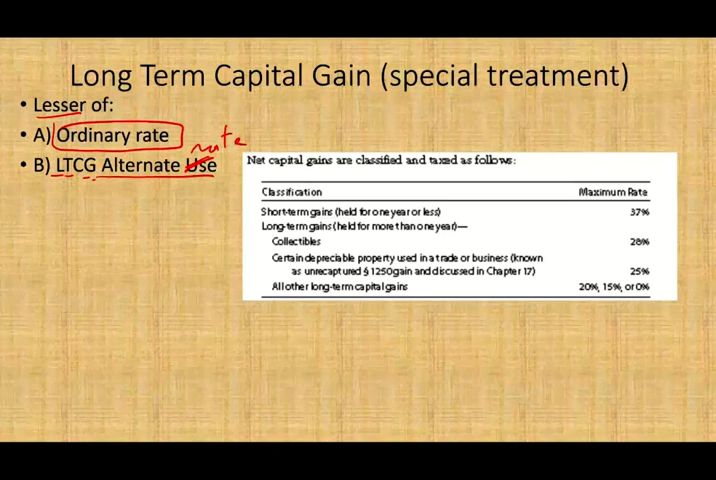 Long Term Capital Gain (special treatment)
• Lesser of:
• A) Ordinary rate
rate
• B) LTCG Alternate Use
Net capital gains are classified and taxed as follows:
Classification Maximum Rate
Short-term gains (held for one year or less) 37%
Long-term gains (held for more than one year)—
Collectibles 28%
Certain depreciable property used in a trade or business (known
as unrecaptured § 1250 gain and discussed in Chapter 17) 25%
All other long-term capital gains 20%, 15%, or 0%